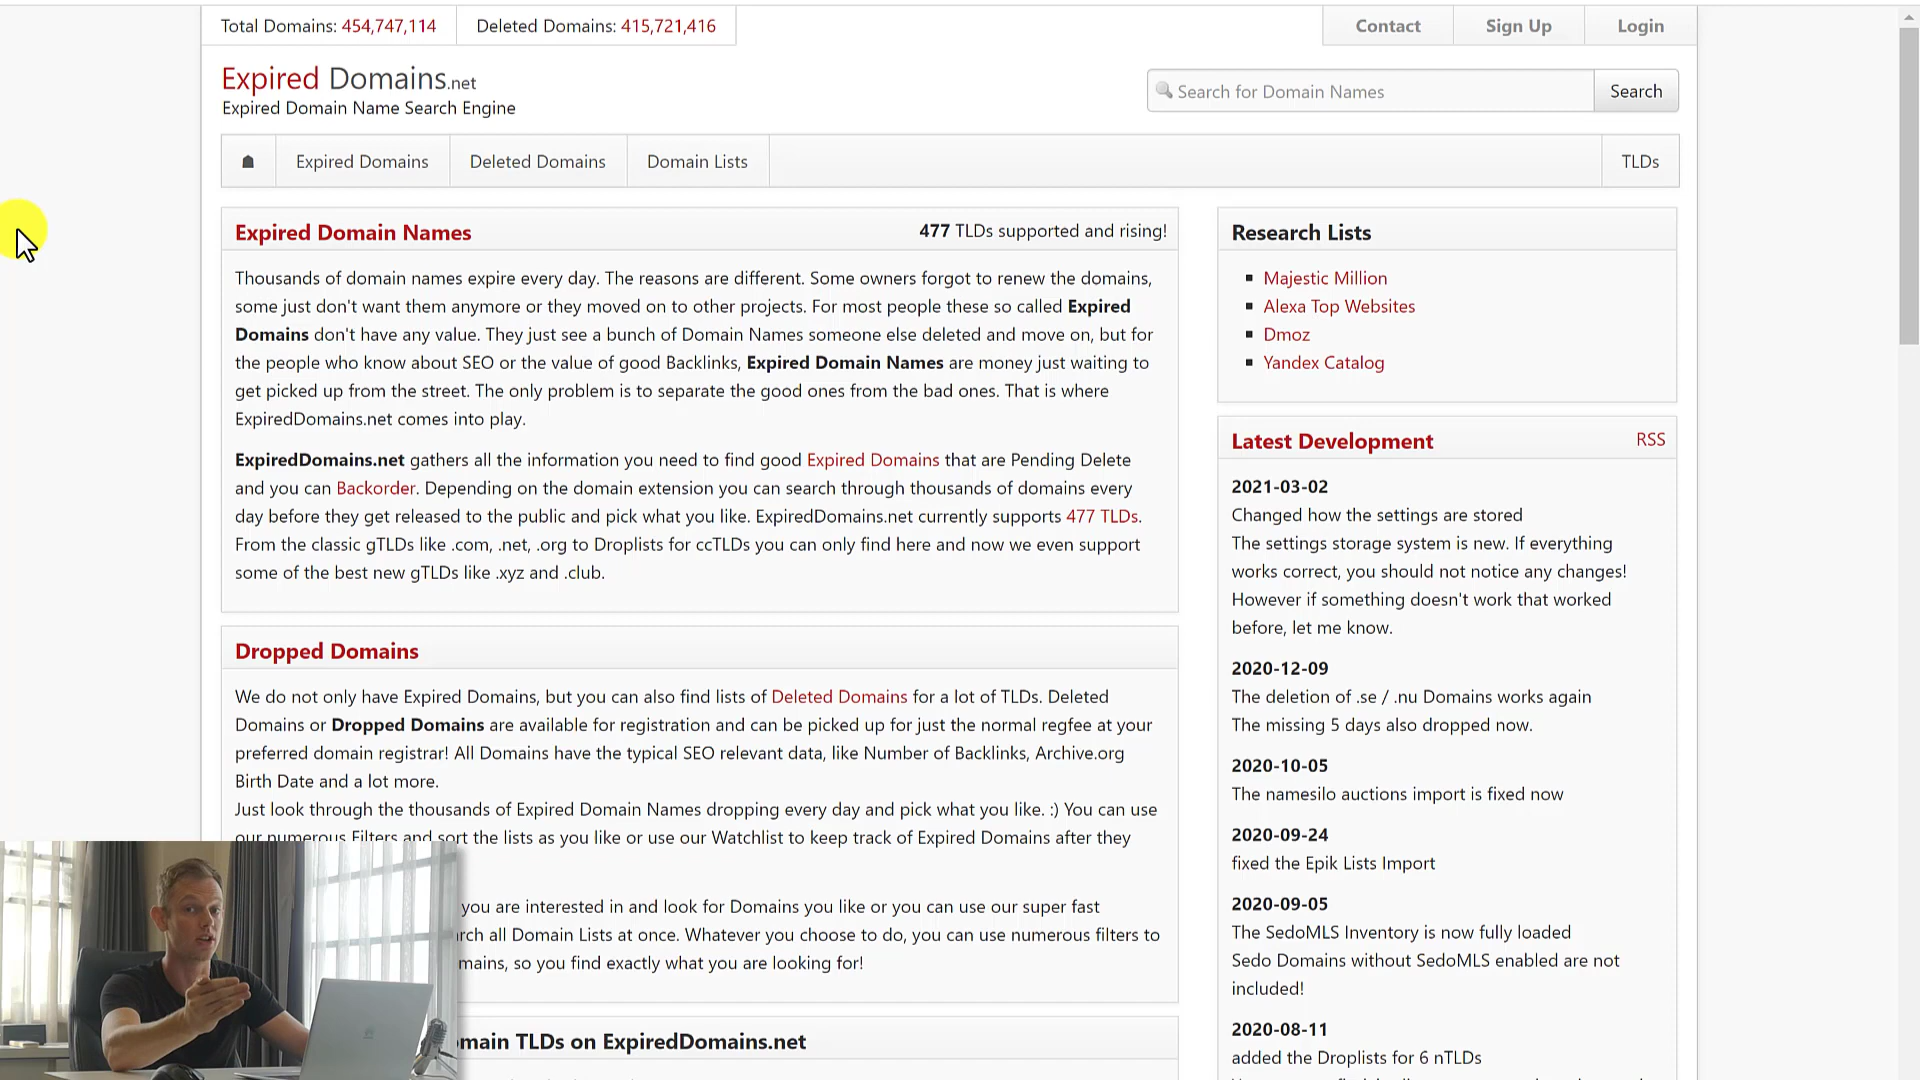 Total Domains: 454,747,114
Deleted Domains: 415,721,416
Contact
Sign Up
Login
Expired Domains.net
Expired Domain Name Search Engine
Search for Domain Names
Search
Expired Domains
Deleted Domains
Domain Lists
TLDs
Expired Domain Names
477 TLDs supported and rising!
Thousands of domain names expire every day. The reasons are different. Some owners forgot to renew the domains,
some just don't want them anymore or they moved on to other projects. For most people these so called Expired
Domains don't have any value. They just see a bunch of Domain Names someone else deleted and move on, but for
the people who know about SEO or the value of good Backlinks, Expired Domain Names are money just waiting to
get picked up from the street. The only problem is to separate the good ones from the bad ones. That is where
ExpiredDomains.net comes into play.
ExpiredDomains.net gathers all the information you need to find good Expired Domains that are Pending Delete
and you can Backorder. Depending on the domain extension you can search through thousands of domains every
day before they get released to the public and pick what you like. ExpiredDomains.net currently supports 477 TLDs.
From the classic gTLDs like .com, .net, .org to Droplists for ccTLDs you can only find here and now we even support
some of the best new gTLDs like .xyz and .club.
Dropped Domains
We do not only have Expired Domains, but you can also find lists of Deleted Domains for a lot of TLDs. Deleted
Domains or Dropped Domains are available for registration and can be picked up for just the normal regfee at your
preferred domain registrar! All Domains have the typical SEO relevant data, like Number of Backlinks, Archive.org
Birth Date and a lot more.
Just look through the thousands of Expired Domain Names dropping every day and pick what you like. :) You can use
our numerous Filters and sort the lists as you like or use our Watchlist to keep track of Expired Domains after they
you are interested in and look for Domains you like or you can use our super fast
rch all Domain Lists at once. Whatever you choose to do, you can use numerous filters to
mains, so you find exactly what you are looking for!
main TLDs on ExpiredDomains.net
Research Lists
Majestic Million
Alexa Top Websites
Dmoz
Yandex Catalog
Latest Development
RSS
2021-03-02
Changed how the settings are stored
The settings storage system is new. If everything
works correct, you should not notice any changes!
However if something doesn't work that worked
before, let me know.
2020-12-09
The deletion of .se / .nu Domains works again
The missing 5 days also dropped now.
2020-10-05
The namesilo auctions import is fixed now
2020-09-24
fixed the Epik Lists Import
2020-09-05
The SedoMLS Inventory is now fully loaded
Sedo Domains without SedoMLS enabled are not
included!
2020-08-11
added the Droplists for 6 nTLDs